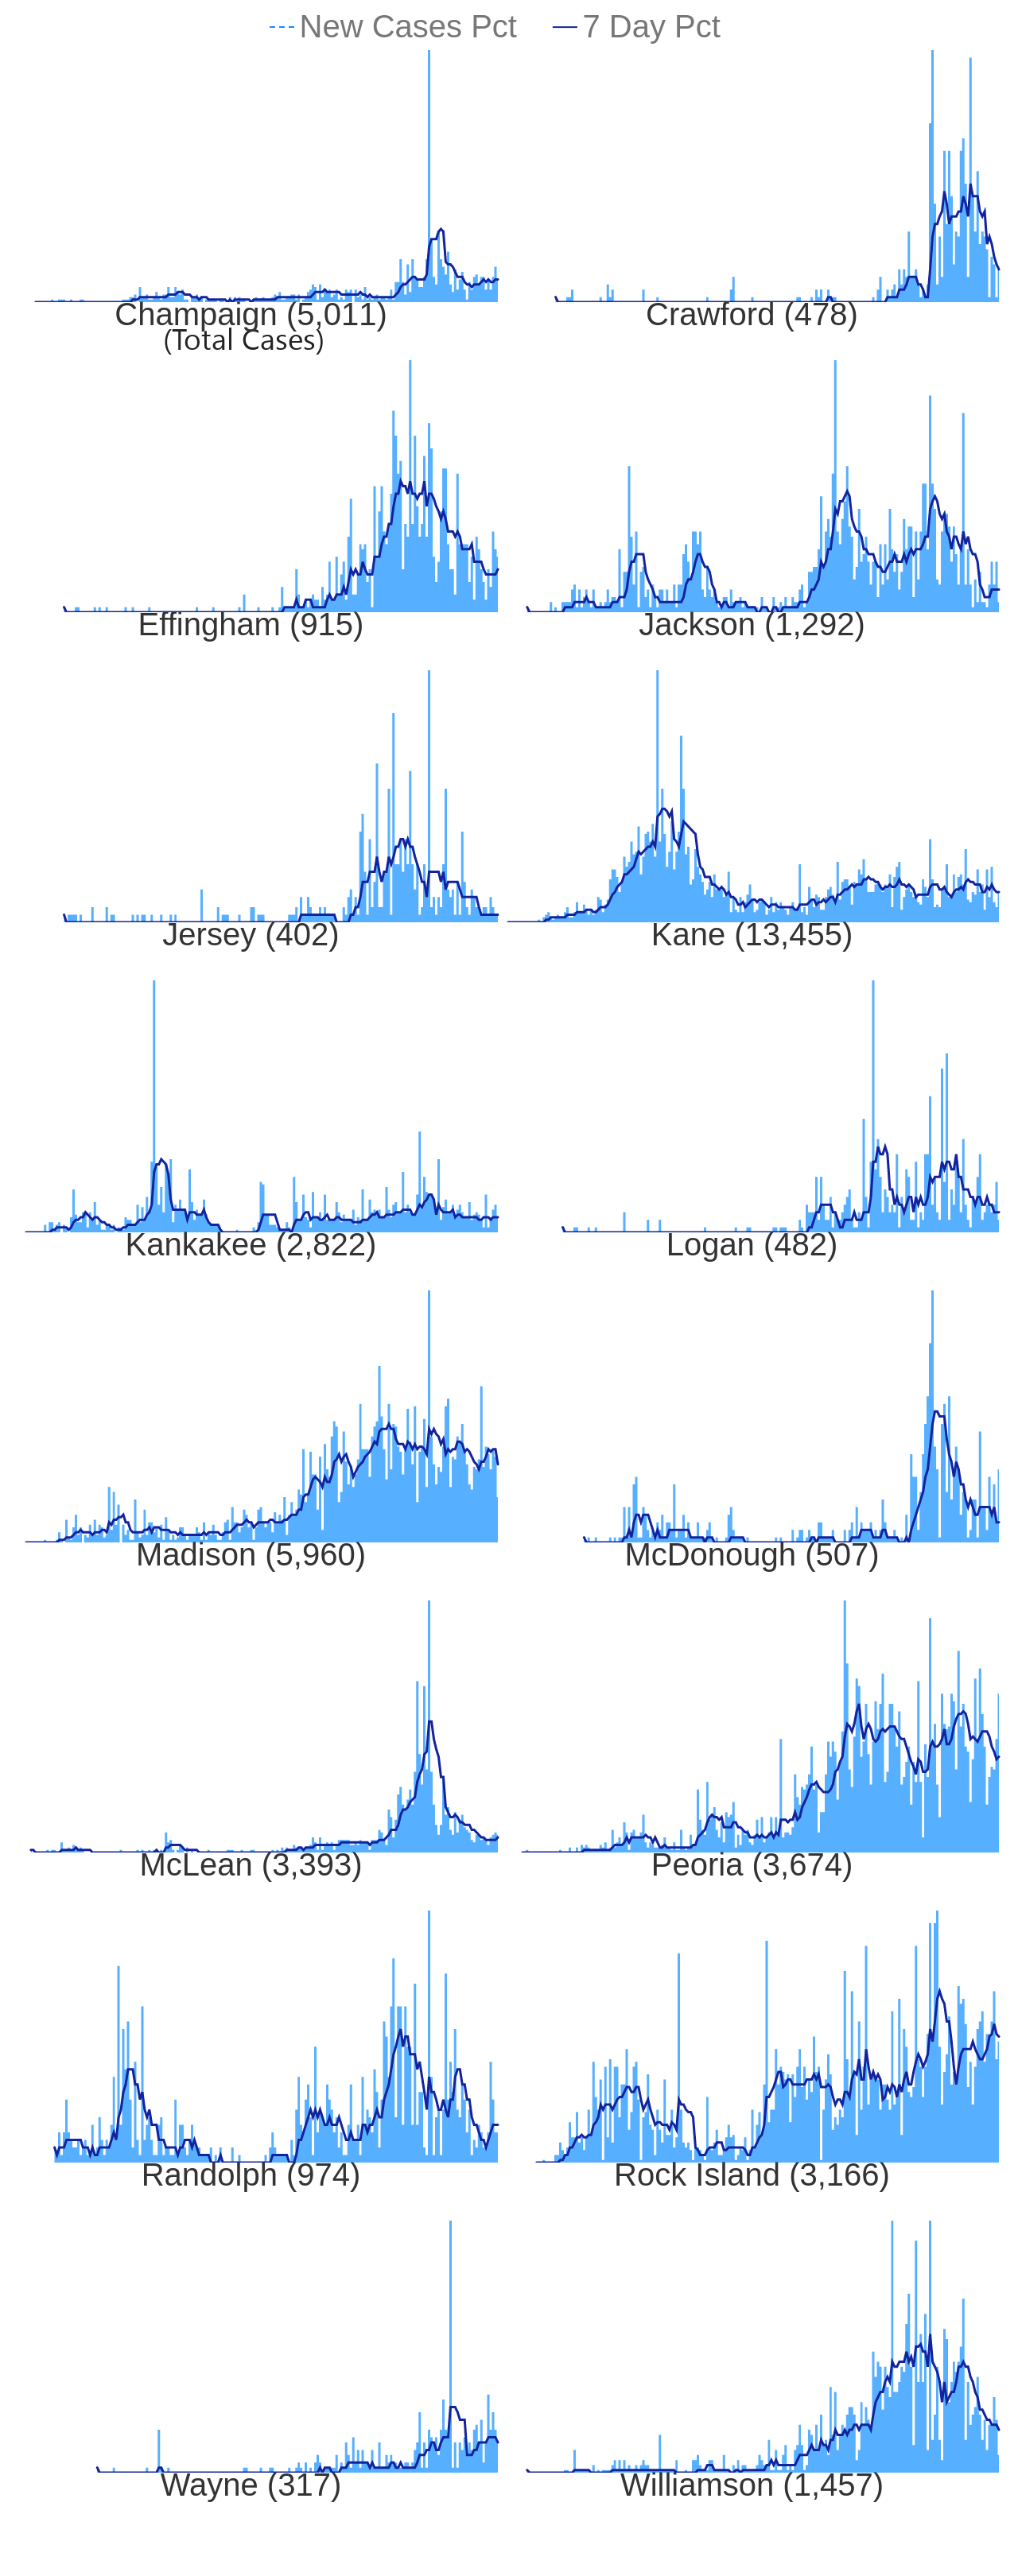 New Cases Pct 7 Day Pct
Champaign (5,011) Crawford (478)
(Total Cases)
Effingham (915) Jackson (1,292)
Jersey (402) Kane (13,455)
Kankakee (2,822) Logan (482)
Madison (5,960) McDonough (507)
McLean (3,393) Peoria (3,674)
Randolph (974) Rock Island (3,166)
Wayne (317) Williamson (1,457)